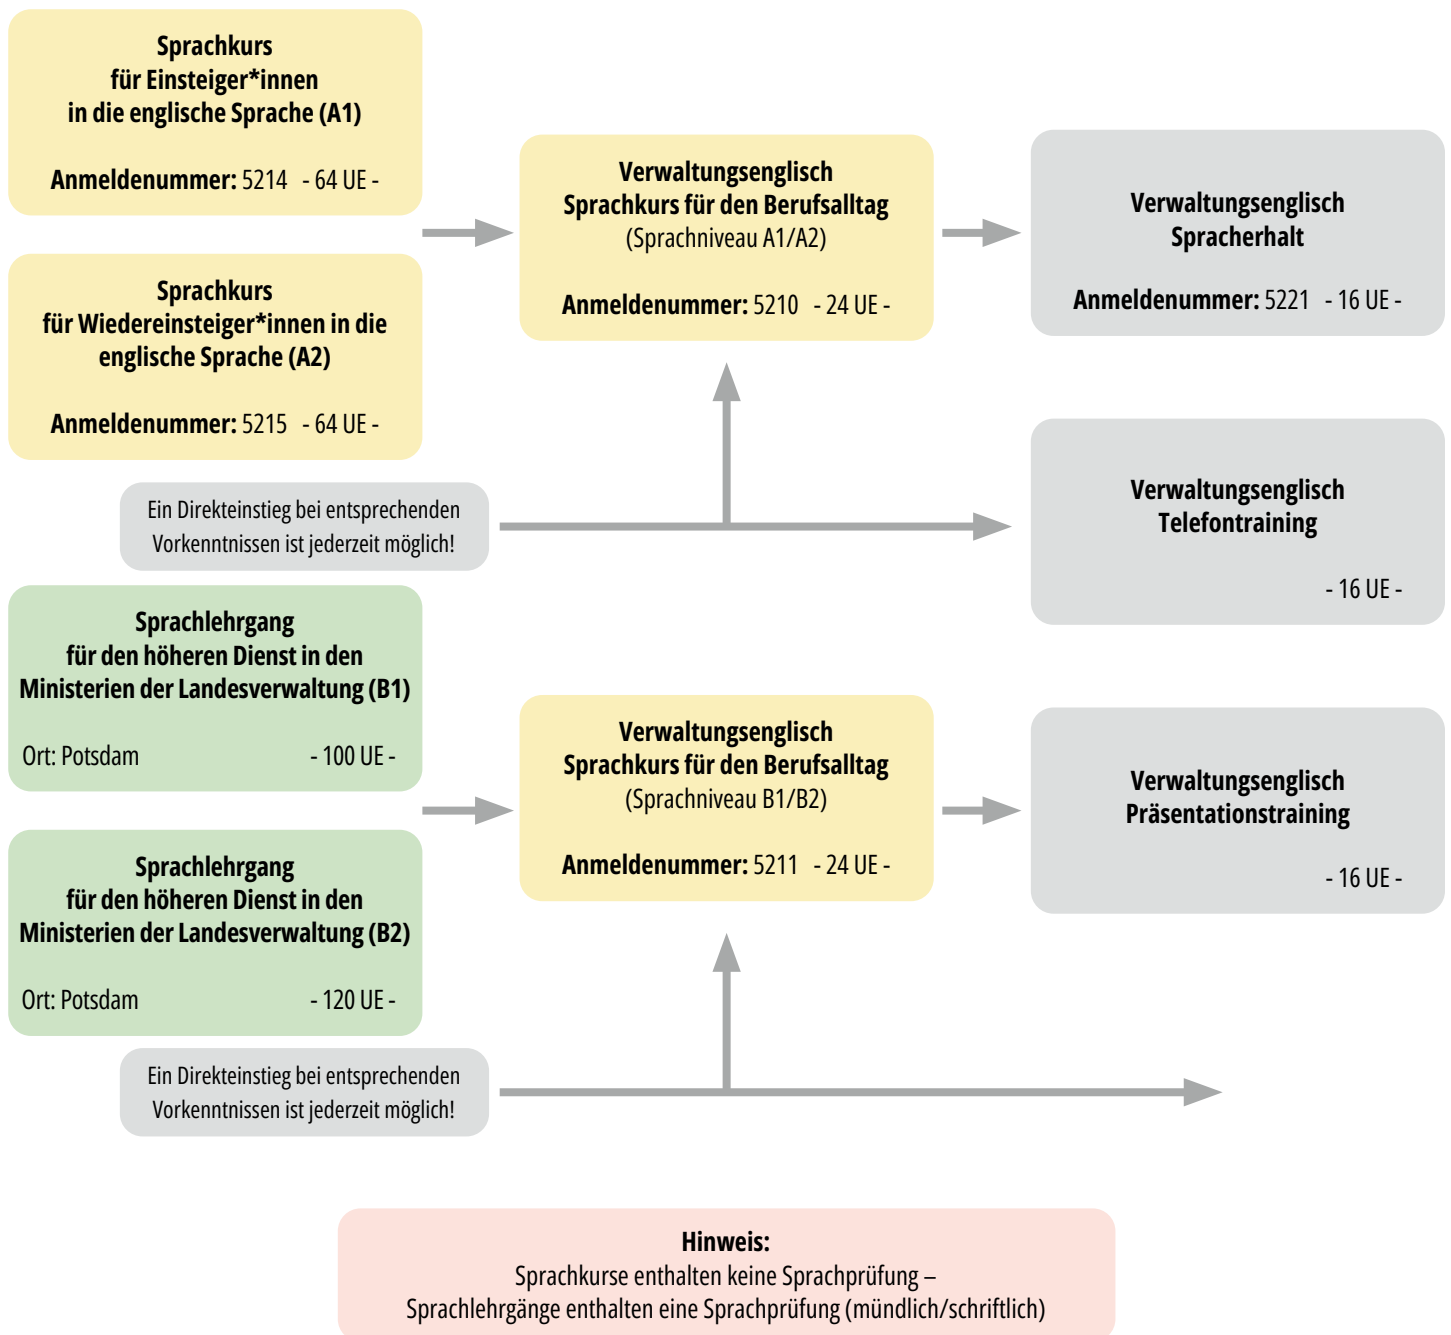 Sprachkurs
für Einsteiger*innen
in die englische Sprache (A1)
Anmeldenummer: 5214 - 64 UE -
Sprachkurs
für Wiedereinsteiger*innen in die
englische Sprache (A2)
Anmeldenummer: 5215 - 64 UE -
Verwaltungsenglisch
Sprachkurs für den Berufsalltag
(Sprachniveau A1/A2)
Anmeldenummer: 5210 - 24 UE -
Verwaltungsenglisch
Spracherhalt
Anmeldenummer: 5221 - 16 UE -
Ein Direkteinstieg bei entsprechenden
Vorkenntnissen ist jederzeit möglich!
Verwaltungsenglisch
Telefontraining
- 16 UE -
Sprachlehrgang
für den höheren Dienst in den
Ministerien der Landesverwaltung (B1)
Ort: Potsdam - 100 UE -
Sprachlehrgang
für den höheren Dienst in den
Ministerien der Landesverwaltung (B2)
Ort: Potsdam - 120 UE -
Verwaltungsenglisch
Sprachkurs für den Berufsalltag
(Sprachniveau B1/B2)
Anmeldenummer: 5211 - 24 UE -
Verwaltungsenglisch
Präsentationstraining
- 16 UE -
Ein Direkteinstieg bei entsprechenden
Vorkenntnissen ist jederzeit möglich!
Hinweis:
Sprachkurse enthalten keine Sprachprüfung –
Sprachlehrgänge enthalten eine Sprachprüfung (mündlich/schriftlich)